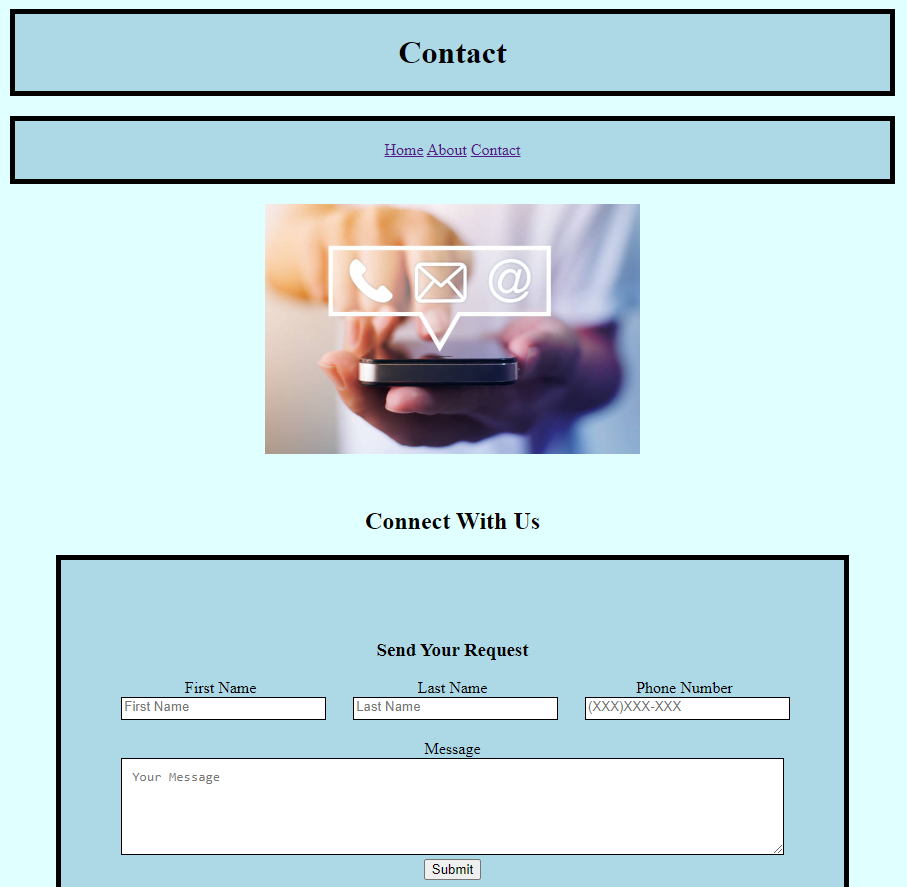 Contact
Home About Contact
@
Connect With Us
Send Your Request
First Name Last Name Phone Number
First Name Last Name (XXX)XXX-XXX
Message
Your Message
Submit